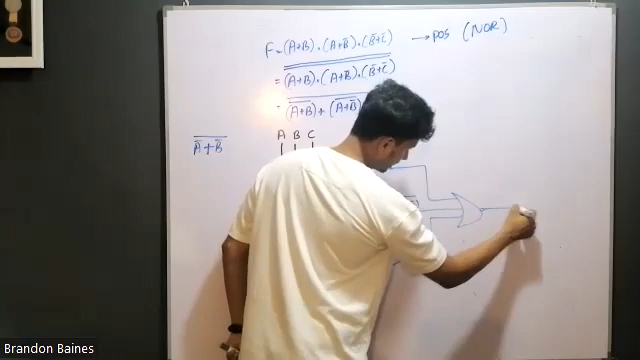 F = (A+B) . (A+B̅) . (B̅+C̅) → POS (NOR)
= (A+B) . (A+B̅) . (B̅+C̅)
= (A+B) + (A+B̅)
A̅+B̅
A B C
Brandon Baines